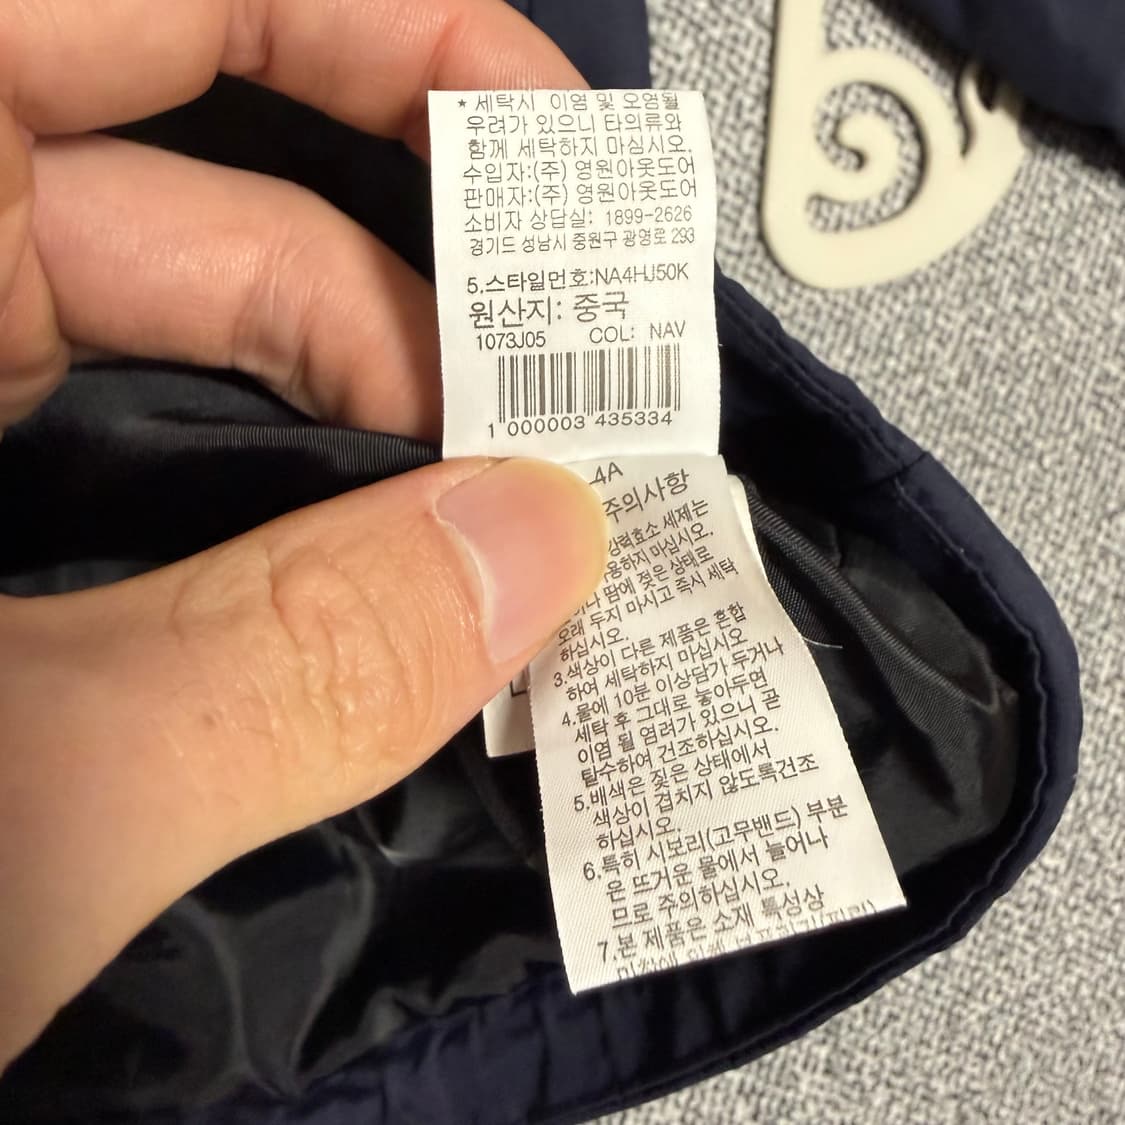 * 세탁시 이염 및 오염될
우려가 있으니 타의류와
함께 세탁하지 마십시오.
수입자:(주) 영원아웃도어
판매자:(주) 영원아웃도어
소비자 상담실: 1899-2626
경기도 성남시 중원구 광명로 293
5.스타일먼호:NA4HJ50K
원산지: 중국
1073J05 COL: NAV
1 000003 435334
4A
주의사항
강력효소 세제는
하지 마십시오.
땀에 젖은 상태로
오래 두지 마시고 즉시 세탁
하십시오.
3.색상이 다른 제품은 혼합
하여 세탁하지 마십시오
4.물에 10분 이상담가 두거나
세탁 후 그대로 놓아두면
이염 될 염려가 있으니 곧
탈수하여 건조하십시오.
5.배색은 젖은 상태에서
색상이 겹치지 않도록건조
하십시오.
6.특히 시보리(고무밴드) 부분
은 뜨거운 물에서 늘어나
므로 주의하십시오.
7.본 제품은 소재 특성상